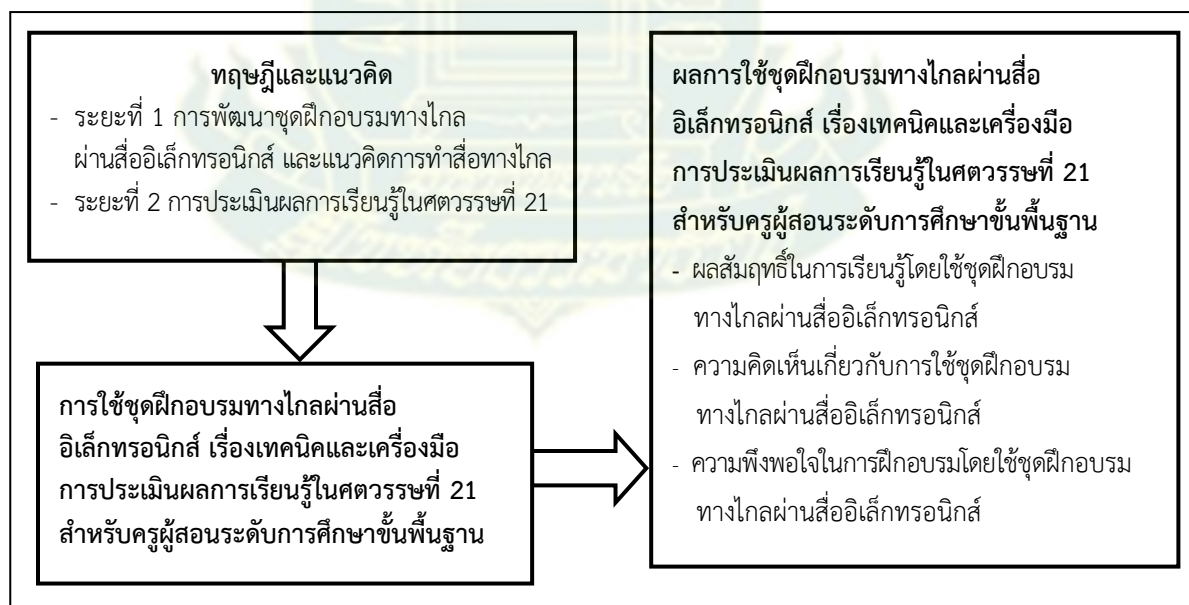 ทฤษฎีและแนวคิด
- ระยะที่ 1 การพัฒนาชุดฝึกอบรมทางไกล
ผ่านสื่ออิเล็กทรอนิกส์ และแนวคิดการทำสื่อทางไกล
- ระยะที่ 2 การประเมินผลการเรียนรู้ในศตวรรษที่ 21
การใช้ชุดฝึกอบรมทางไกลผ่านสื่อ
อิเล็กทรอนิกส์ เรื่องเทคนิคและเครื่องมือ
การประเมินผลการเรียนรู้ในศตวรรษที่ 21
สำหรับครูผู้สอนระดับการศึกษาขั้นพื้นฐาน
ผลการใช้ชุดฝึกอบรมทางไกลผ่านสื่อ
อิเล็กทรอนิกส์ เรื่องเทคนิคและเครื่องมือ
การประเมินผลการเรียนรู้ในศตวรรษที่ 21
สำหรับครูผู้สอนระดับการศึกษาขั้นพื้นฐาน
- ผลสัมฤทธิ์ในการเรียนรู้โดยใช้ชุดฝึกอบรม
ทางไกลผ่านสื่ออิเล็กทรอนิกส์
- ความคิดเห็นเกี่ยวกับการใช้ชุดฝึกอบรม
ทางไกลผ่านสื่ออิเล็กทรอนิกส์
- ความพึงพอใจในการฝึกอบรมโดยใช้ชุดฝึกอบรม
ทางไกลผ่านสื่ออิเล็กทรอนิกส์